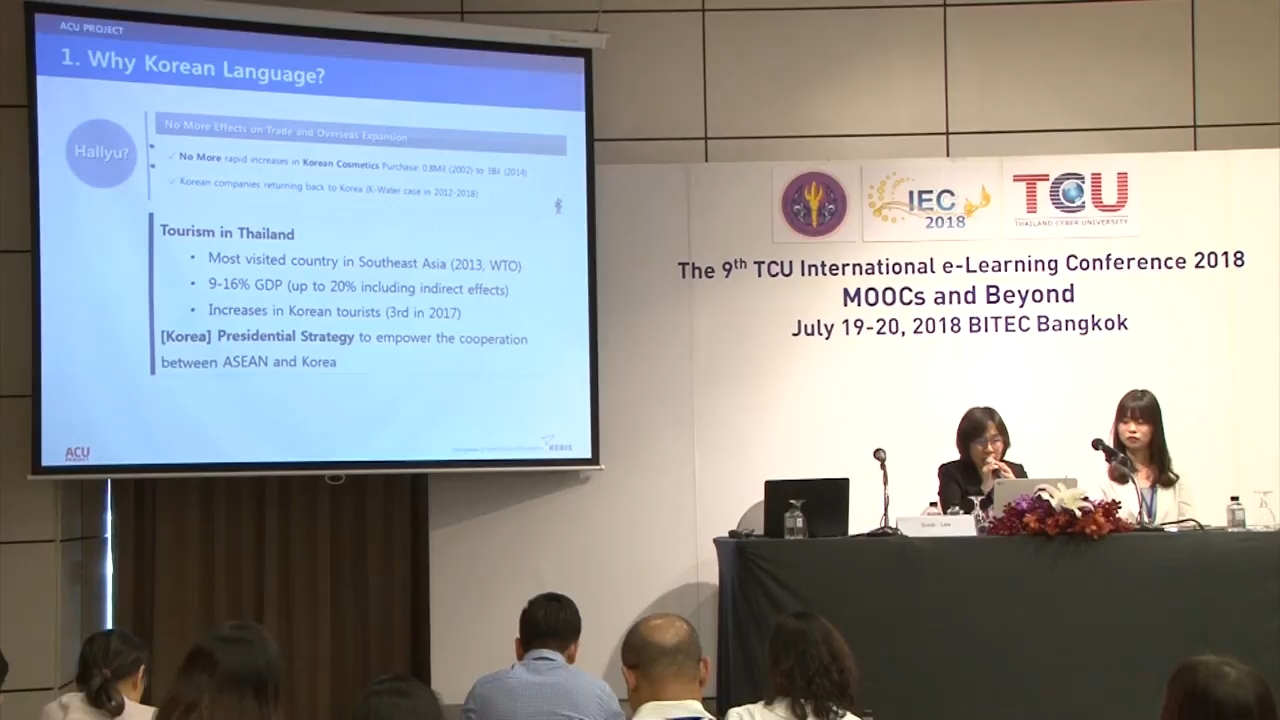 ACU PROJECT
1. Why Korean Language?
Hallyu?
No More Effects on Trade and Overseas Expansion
✓ No More rapid increases in Korean Cosmetics Purchase: 0.8Mil (2002) to 3Bil (2014)
✓ Korean companies returning back to Korea (K-Water case in 2012-2018)
Tourism in Thailand
• Most visited country in Southeast Asia (2013, WTO)
• 9-16% GDP (up to 20% including indirect effects)
• Increases in Korean tourists (3rd in 2017)
[Korea] Presidential Strategy to empower the cooperation
between ASEAN and Korea
ACU
PROJECT
KERIS
IEC
2018
TCU
THAILAND CYBER UNIVERSITY
The 9th TCU International e-Learning Conference 2018
MOOCs and Beyond
July 19-20, 2018 BITEC Bangkok
Lee